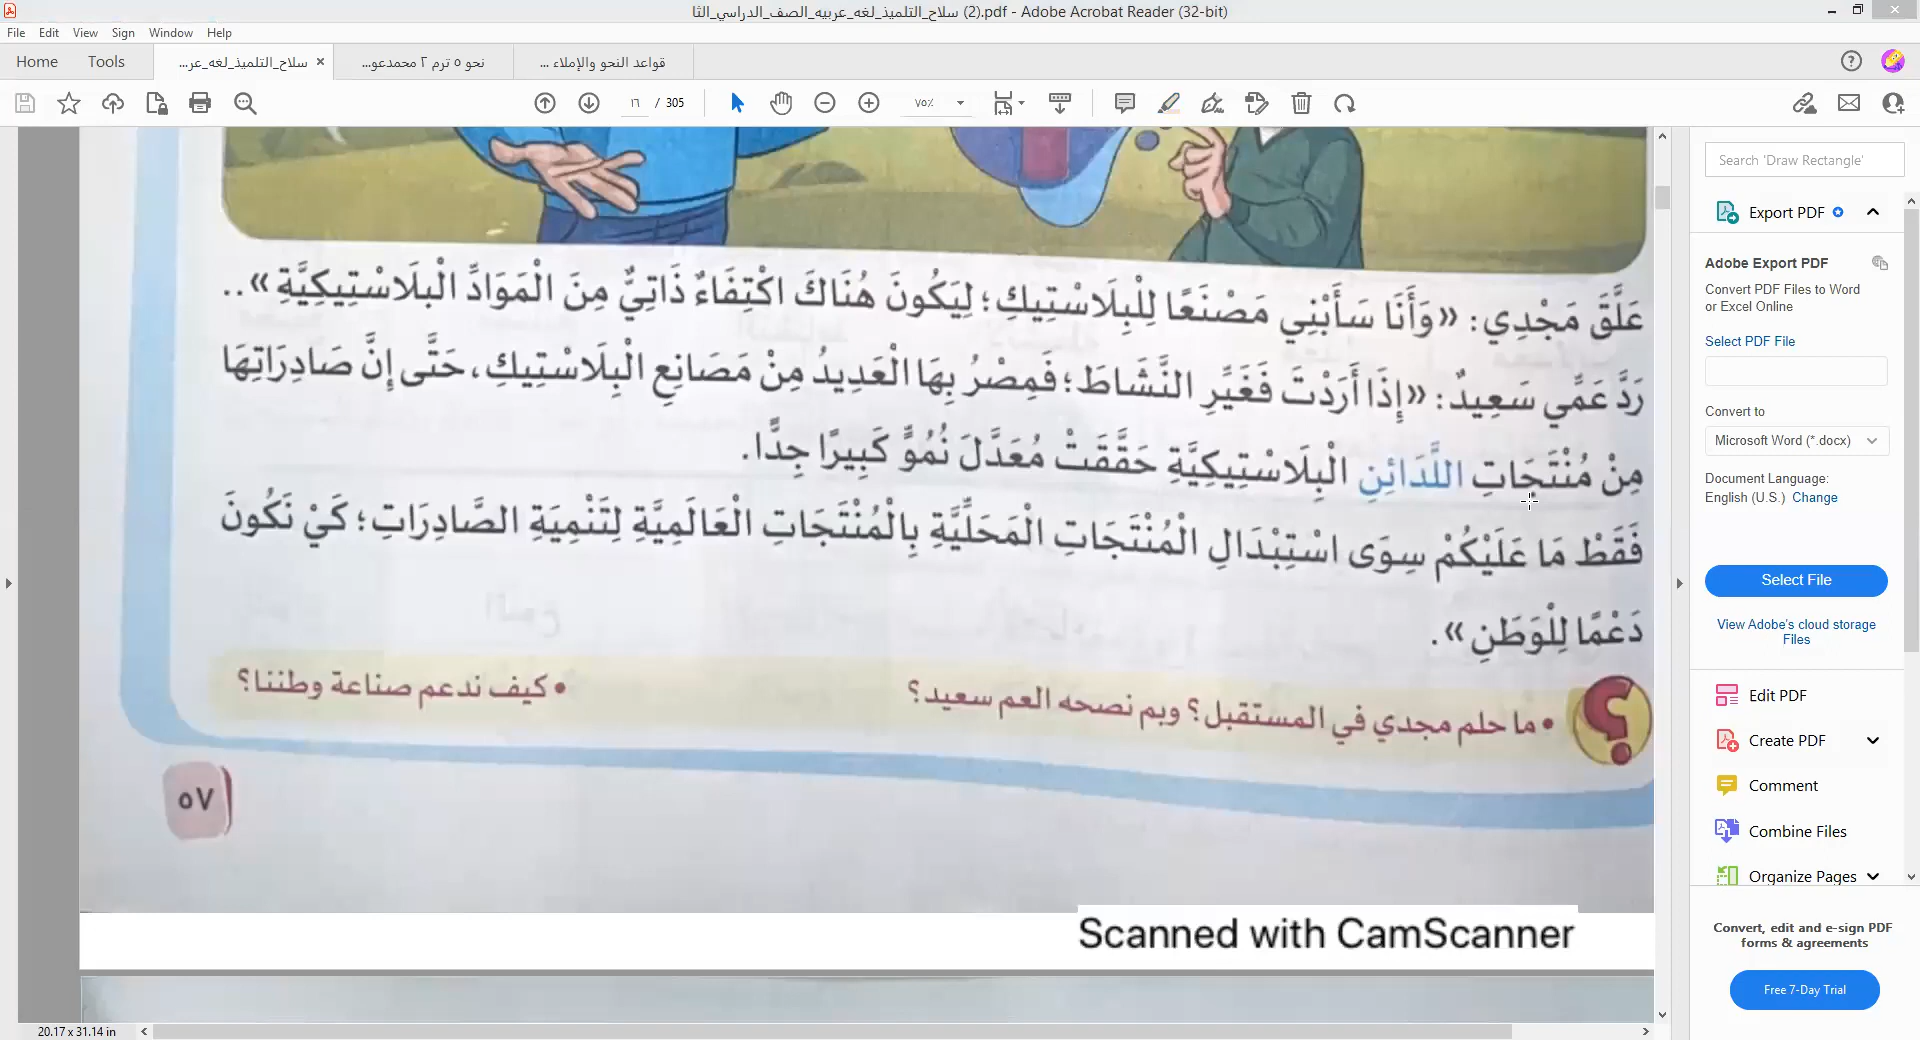 سلاح_التلميذ_لغه_عربيه_الصف_الدراسي_الثا (2).pdf - Adobe Acrobat Reader (32-bit)
File Edit View Sign Window Help
Home Tools سلاح_التلميذ_لغه_عر... نحو ٥ ترم ٢ محمدعو... قواعد النحو والإملاء ...
١٦ / 305 ٧٥٪
Search 'Draw Rectangle'
Export PDF
Adobe Export PDF
Convert PDF Files to Word
or Excel Online
Select PDF File
Convert to
Microsoft Word (*.docx)
Document Language:
English (U.S.) Change
Select File
View Adobe's cloud storage
Files
Edit PDF
Create PDF
Comment
Combine Files
Organize Pages
Convert, edit and e-sign PDF
forms & agreements
Free 7-Day Trial
عَلَّقَ مَجْدِي: «وَأَنَا سَأَبْنِي مَصْنَعًا لِلْبِلَاسْتِيكِ؛ لِيَكُونَ هُنَاكَ اكْتِفَاءٌ ذَاتِيٌّ مِنَ الْمَوَادِّ الْبِلَاسْتِيكِيَّةِ»..
رَدَّ عَمِّي سَعِيدٌ: «إِذَا أَرَدْتَ فَغَيِّرِ النَّشَاطَ؛ فَمِصْرُ بِهَا الْعَدِيدُ مِنْ مَصَانِعِ الْبِلَاسْتِيكِ، حَتَّى إِنَّ صَادِرَاتِهَا
مِنْ مُنْتَجَاتِ اللَّدَائِنِ الْبِلَاسْتِيكِيَّةِ حَقَّقَتْ مُعَدَّلَ نُمُوٍّ كَبِيرًا جِدًّا.
فَقَطْ مَا عَلَيْكُمْ سِوَى اسْتِبْدَالِ الْمُنْتَجَاتِ الْمَحَلِّيَّةِ بِالْمُنْتَجَاتِ الْعَالَمِيَّةِ لِتَنْمِيَةِ الصَّادِرَاتِ؛ كَيْ نَكُونَ
دَعْمًا لِلْوَطَنِ».
• ما حلم مجدي في المستقبل؟ وبم نصحه العم سعيد؟ • كيف ندعم صناعة وطننا؟
٥٧
Scanned with CamScanner
20.17 x 31.14 in